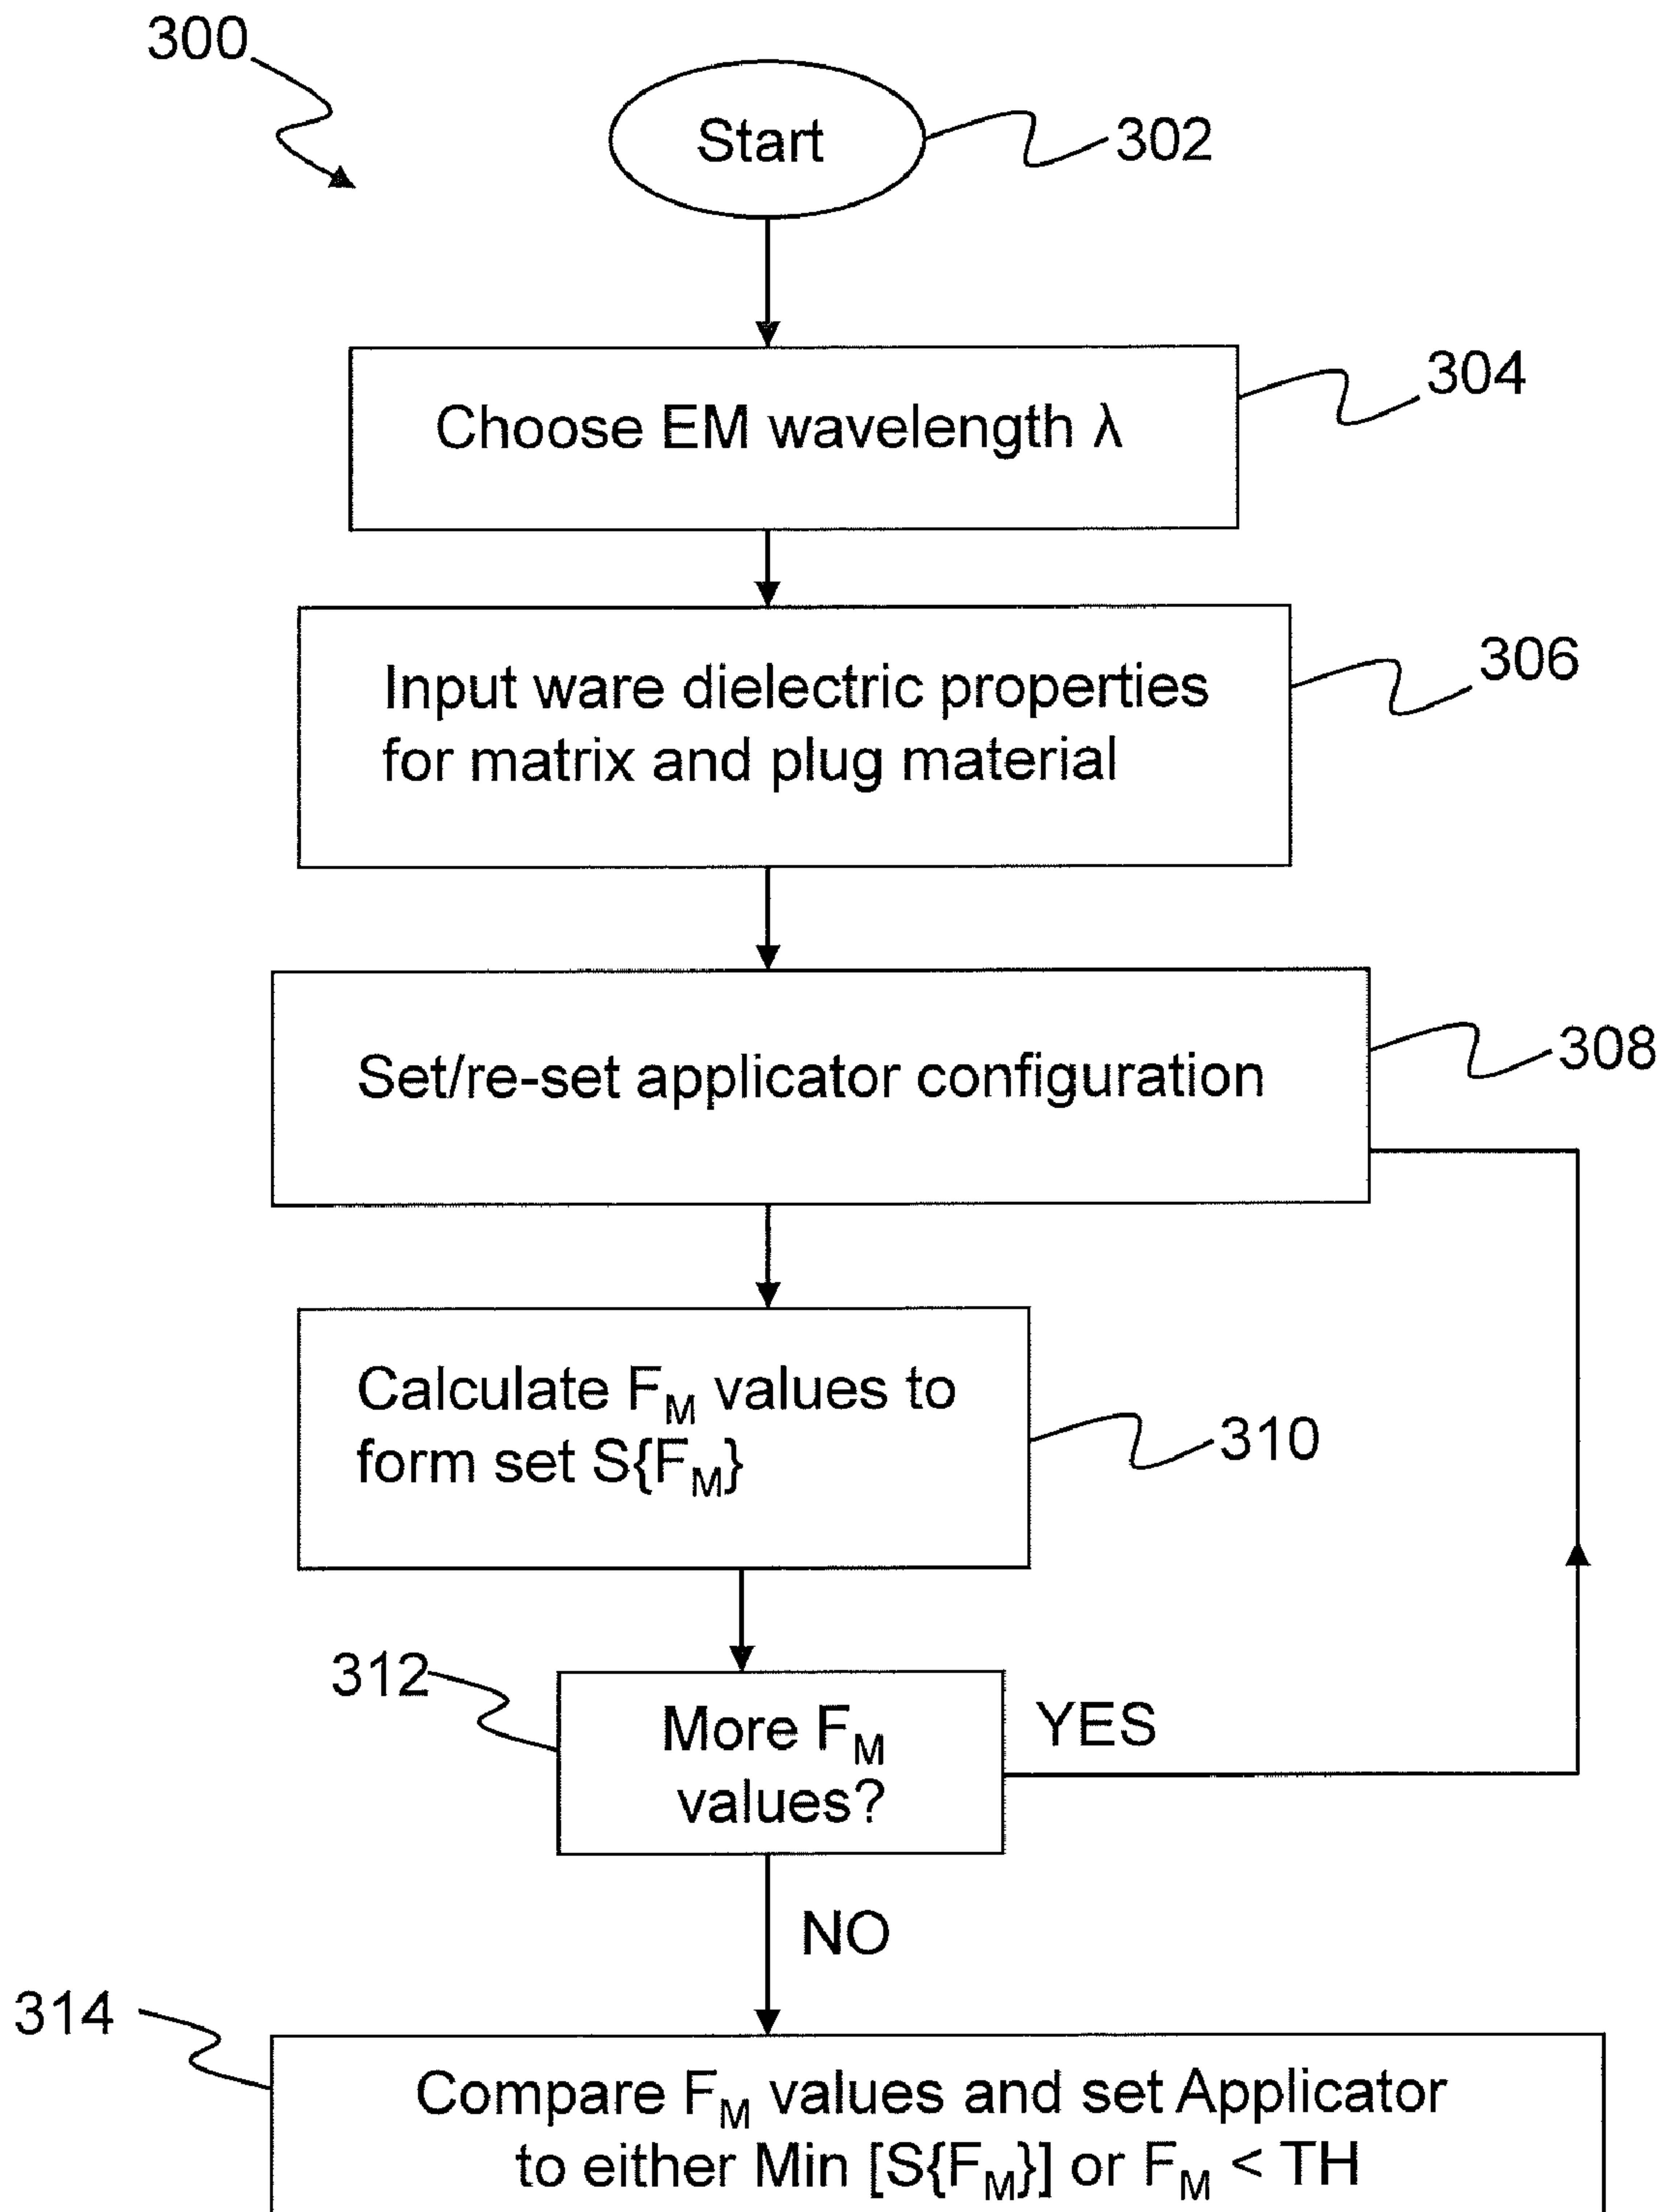 300
Start
302
Choose EM wavelength λ
304
Input ware dielectric properties
for matrix and plug material
306
Set/re-set applicator configuration
308
Calculate F_M values to
form set S{F_M}
310
312
More F_M
values?
YES
NO
314
Compare F_M values and set Applicator
to either Min [S{F_M}] or F_M < TH